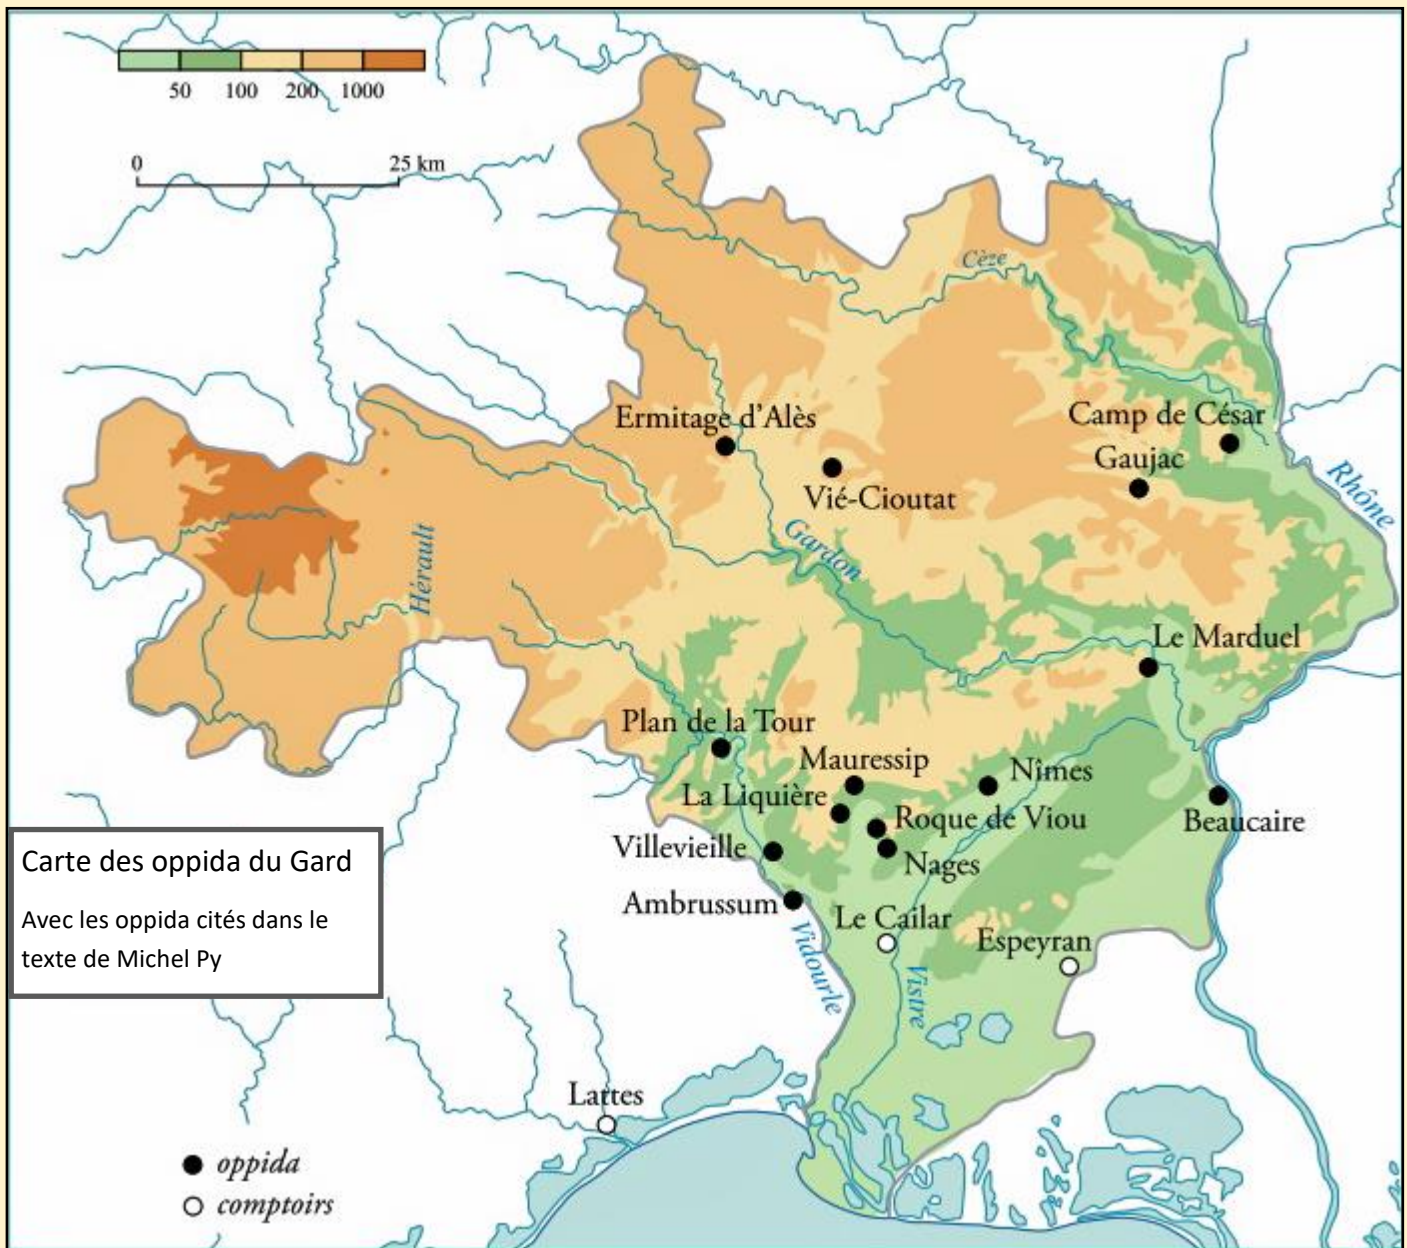 50 100 200 1000
0 25 km
Cèze
Ermitage d'Alès
Camp de César
Gaujac
Vié-Cioutat
Rhône
Gardon
Hérault
Le Marduel
Plan de la Tour
Mauressip
Nîmes
La Liquière
Roque de Viou
Beaucaire
Villevieille
Nages
Carte des oppida du Gard
Avec les oppida cités dans le
texte de Michel Py
Ambrussum
Le Cailar
Espeyran
Vidourle
Vistre
Lattes
oppida
comptoirs